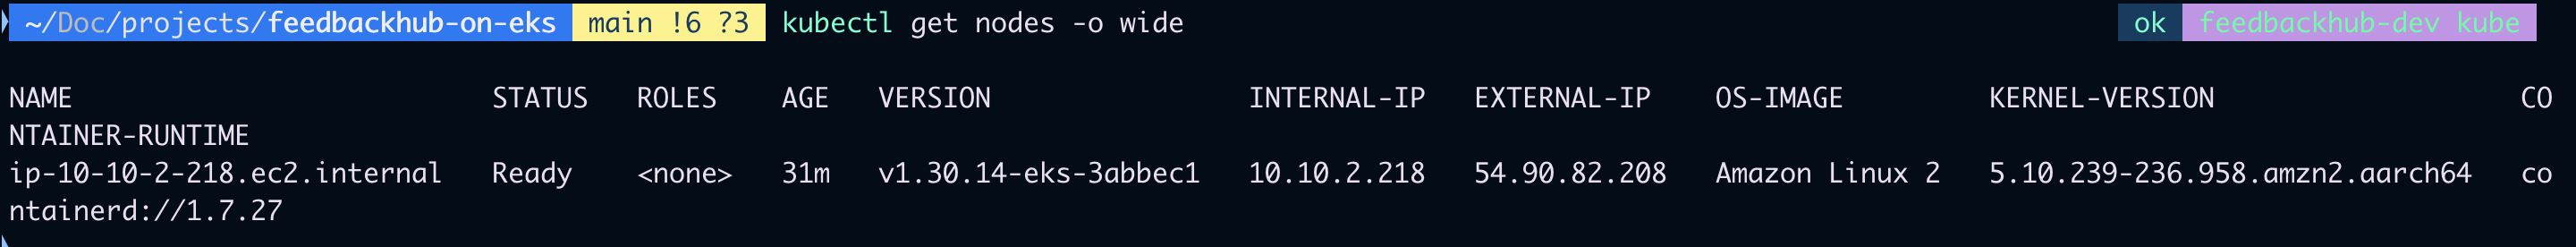 ~/Doc/projects/feedbackhub-on-eks main !6 ?3 kubectl get nodes -o wide ok feedbackhub-dev kube
NAME STATUS ROLES AGE VERSION INTERNAL-IP EXTERNAL-IP OS-IMAGE KERNEL-VERSION CO
NTAINER-RUNTIME
ip-10-10-2-218.ec2.internal Ready <none> 31m v1.30.14-eks-3abbec1 10.10.2.218 54.90.82.208 Amazon Linux 2 5.10.239-236.958.amzn2.aarch64 co
ntainerd://1.7.27